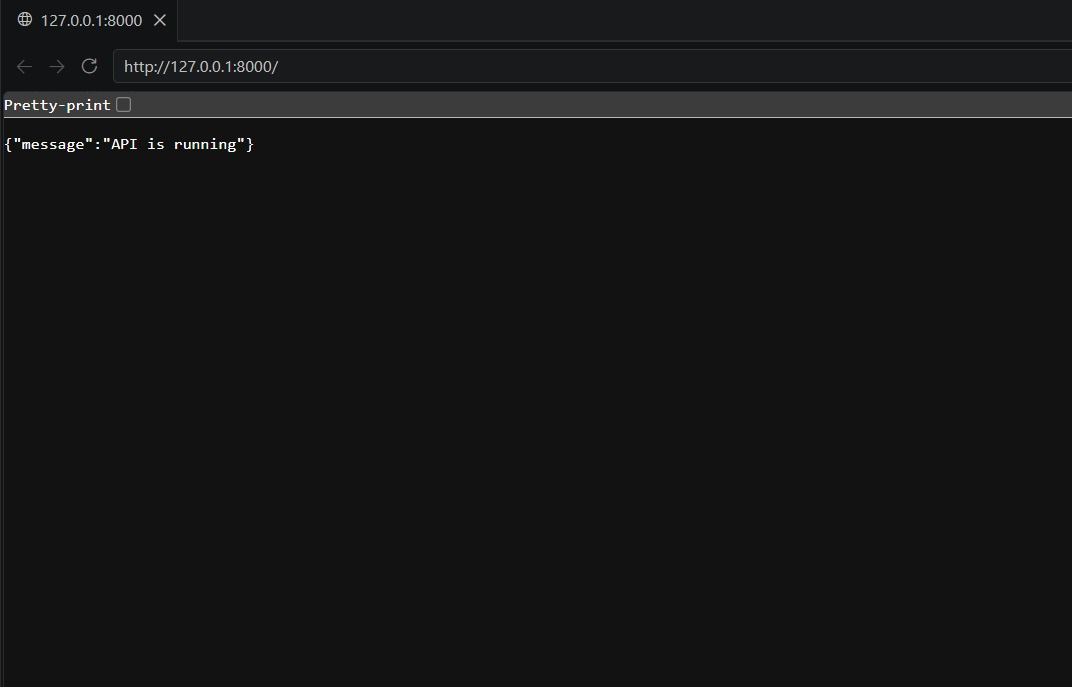 127.0.0.1:8000
http://127.0.0.1:8000/
Pretty-print
{"message":"API is running"}